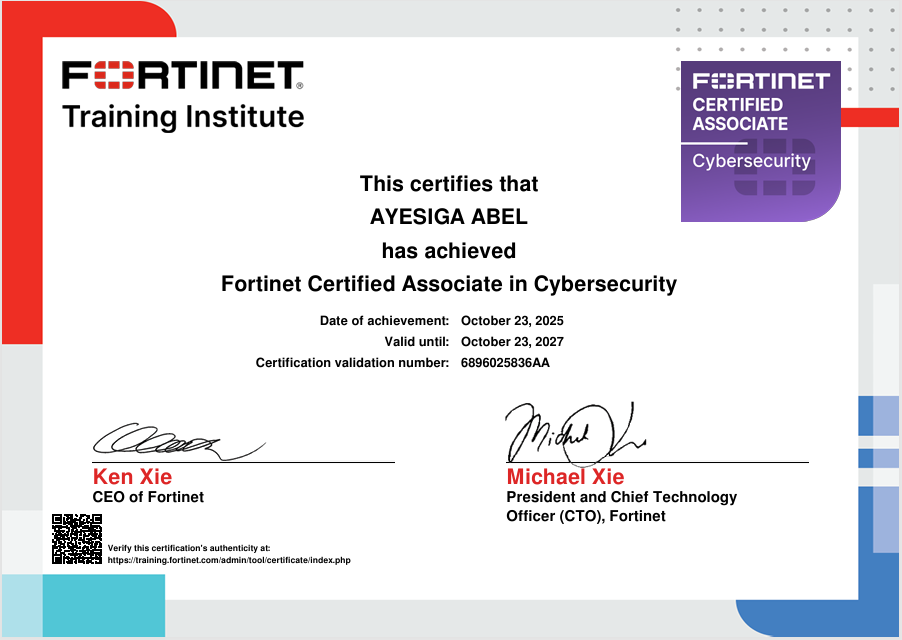 FORTINET®
Training Institute
FORTINET
CERTIFIED
ASSOCIATE
Cybersecurity
This certifies that
AYESIGA ABEL
has achieved
Fortinet Certified Associate in Cybersecurity
Date of achievement: October 23, 2025
Valid until: October 23, 2027
Certification validation number: 6896025836AA
Michael X
Ken Xie
CEO of Fortinet
Michael Xie
President and Chief Technology
Officer (CTO), Fortinet
Verify this certification's authenticity at:
https://training.fortinet.com/admin/tool/certificate/index.php